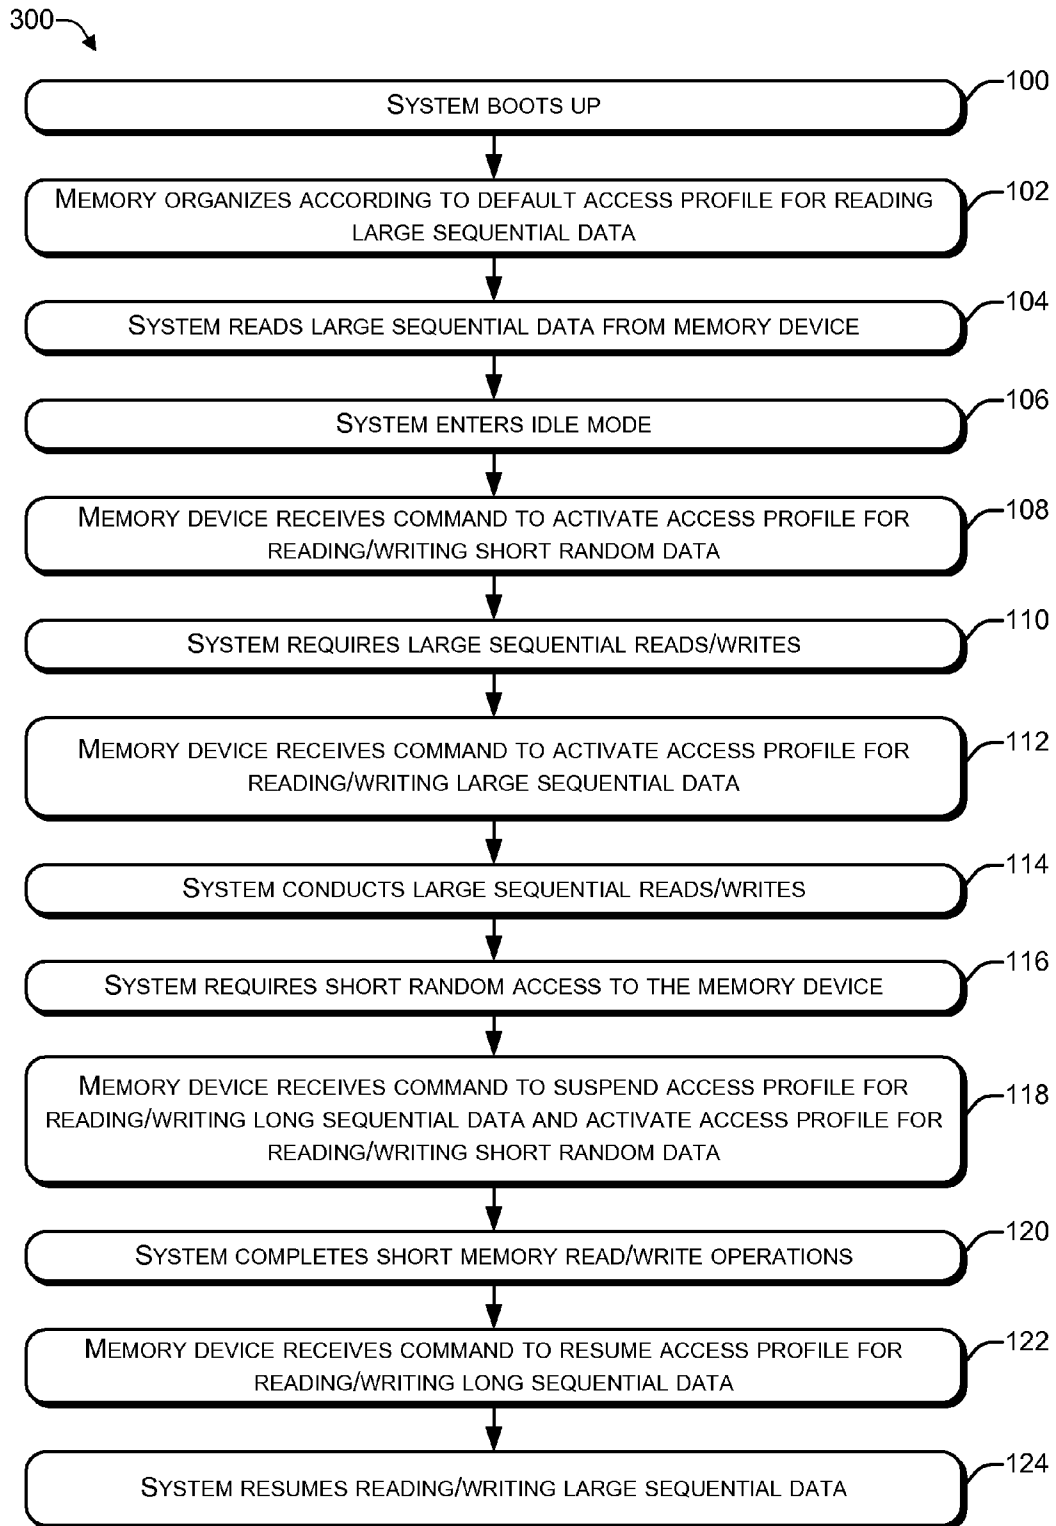 300
SYSTEM BOOTS UP
100
MEMORY ORGANIZES ACCORDING TO DEFAULT ACCESS PROFILE FOR READING
LARGE SEQUENTIAL DATA
102
SYSTEM READS LARGE SEQUENTIAL DATA FROM MEMORY DEVICE
104
SYSTEM ENTERS IDLE MODE
106
MEMORY DEVICE RECEIVES COMMAND TO ACTIVATE ACCESS PROFILE FOR
READING/WRITING SHORT RANDOM DATA
108
SYSTEM REQUIRES LARGE SEQUENTIAL READS/WRITES
110
MEMORY DEVICE RECEIVES COMMAND TO ACTIVATE ACCESS PROFILE FOR
READING/WRITING LARGE SEQUENTIAL DATA
112
SYSTEM CONDUCTS LARGE SEQUENTIAL READS/WRITES
114
SYSTEM REQUIRES SHORT RANDOM ACCESS TO THE MEMORY DEVICE
116
MEMORY DEVICE RECEIVES COMMAND TO SUSPEND ACCESS PROFILE FOR
READING/WRITING LONG SEQUENTIAL DATA AND ACTIVATE ACCESS PROFILE FOR
READING/WRITING SHORT RANDOM DATA
118
SYSTEM COMPLETES SHORT MEMORY READ/WRITE OPERATIONS
120
MEMORY DEVICE RECEIVES COMMAND TO RESUME ACCESS PROFILE FOR
READING/WRITING LONG SEQUENTIAL DATA
122
SYSTEM RESUMES READING/WRITING LARGE SEQUENTIAL DATA
124